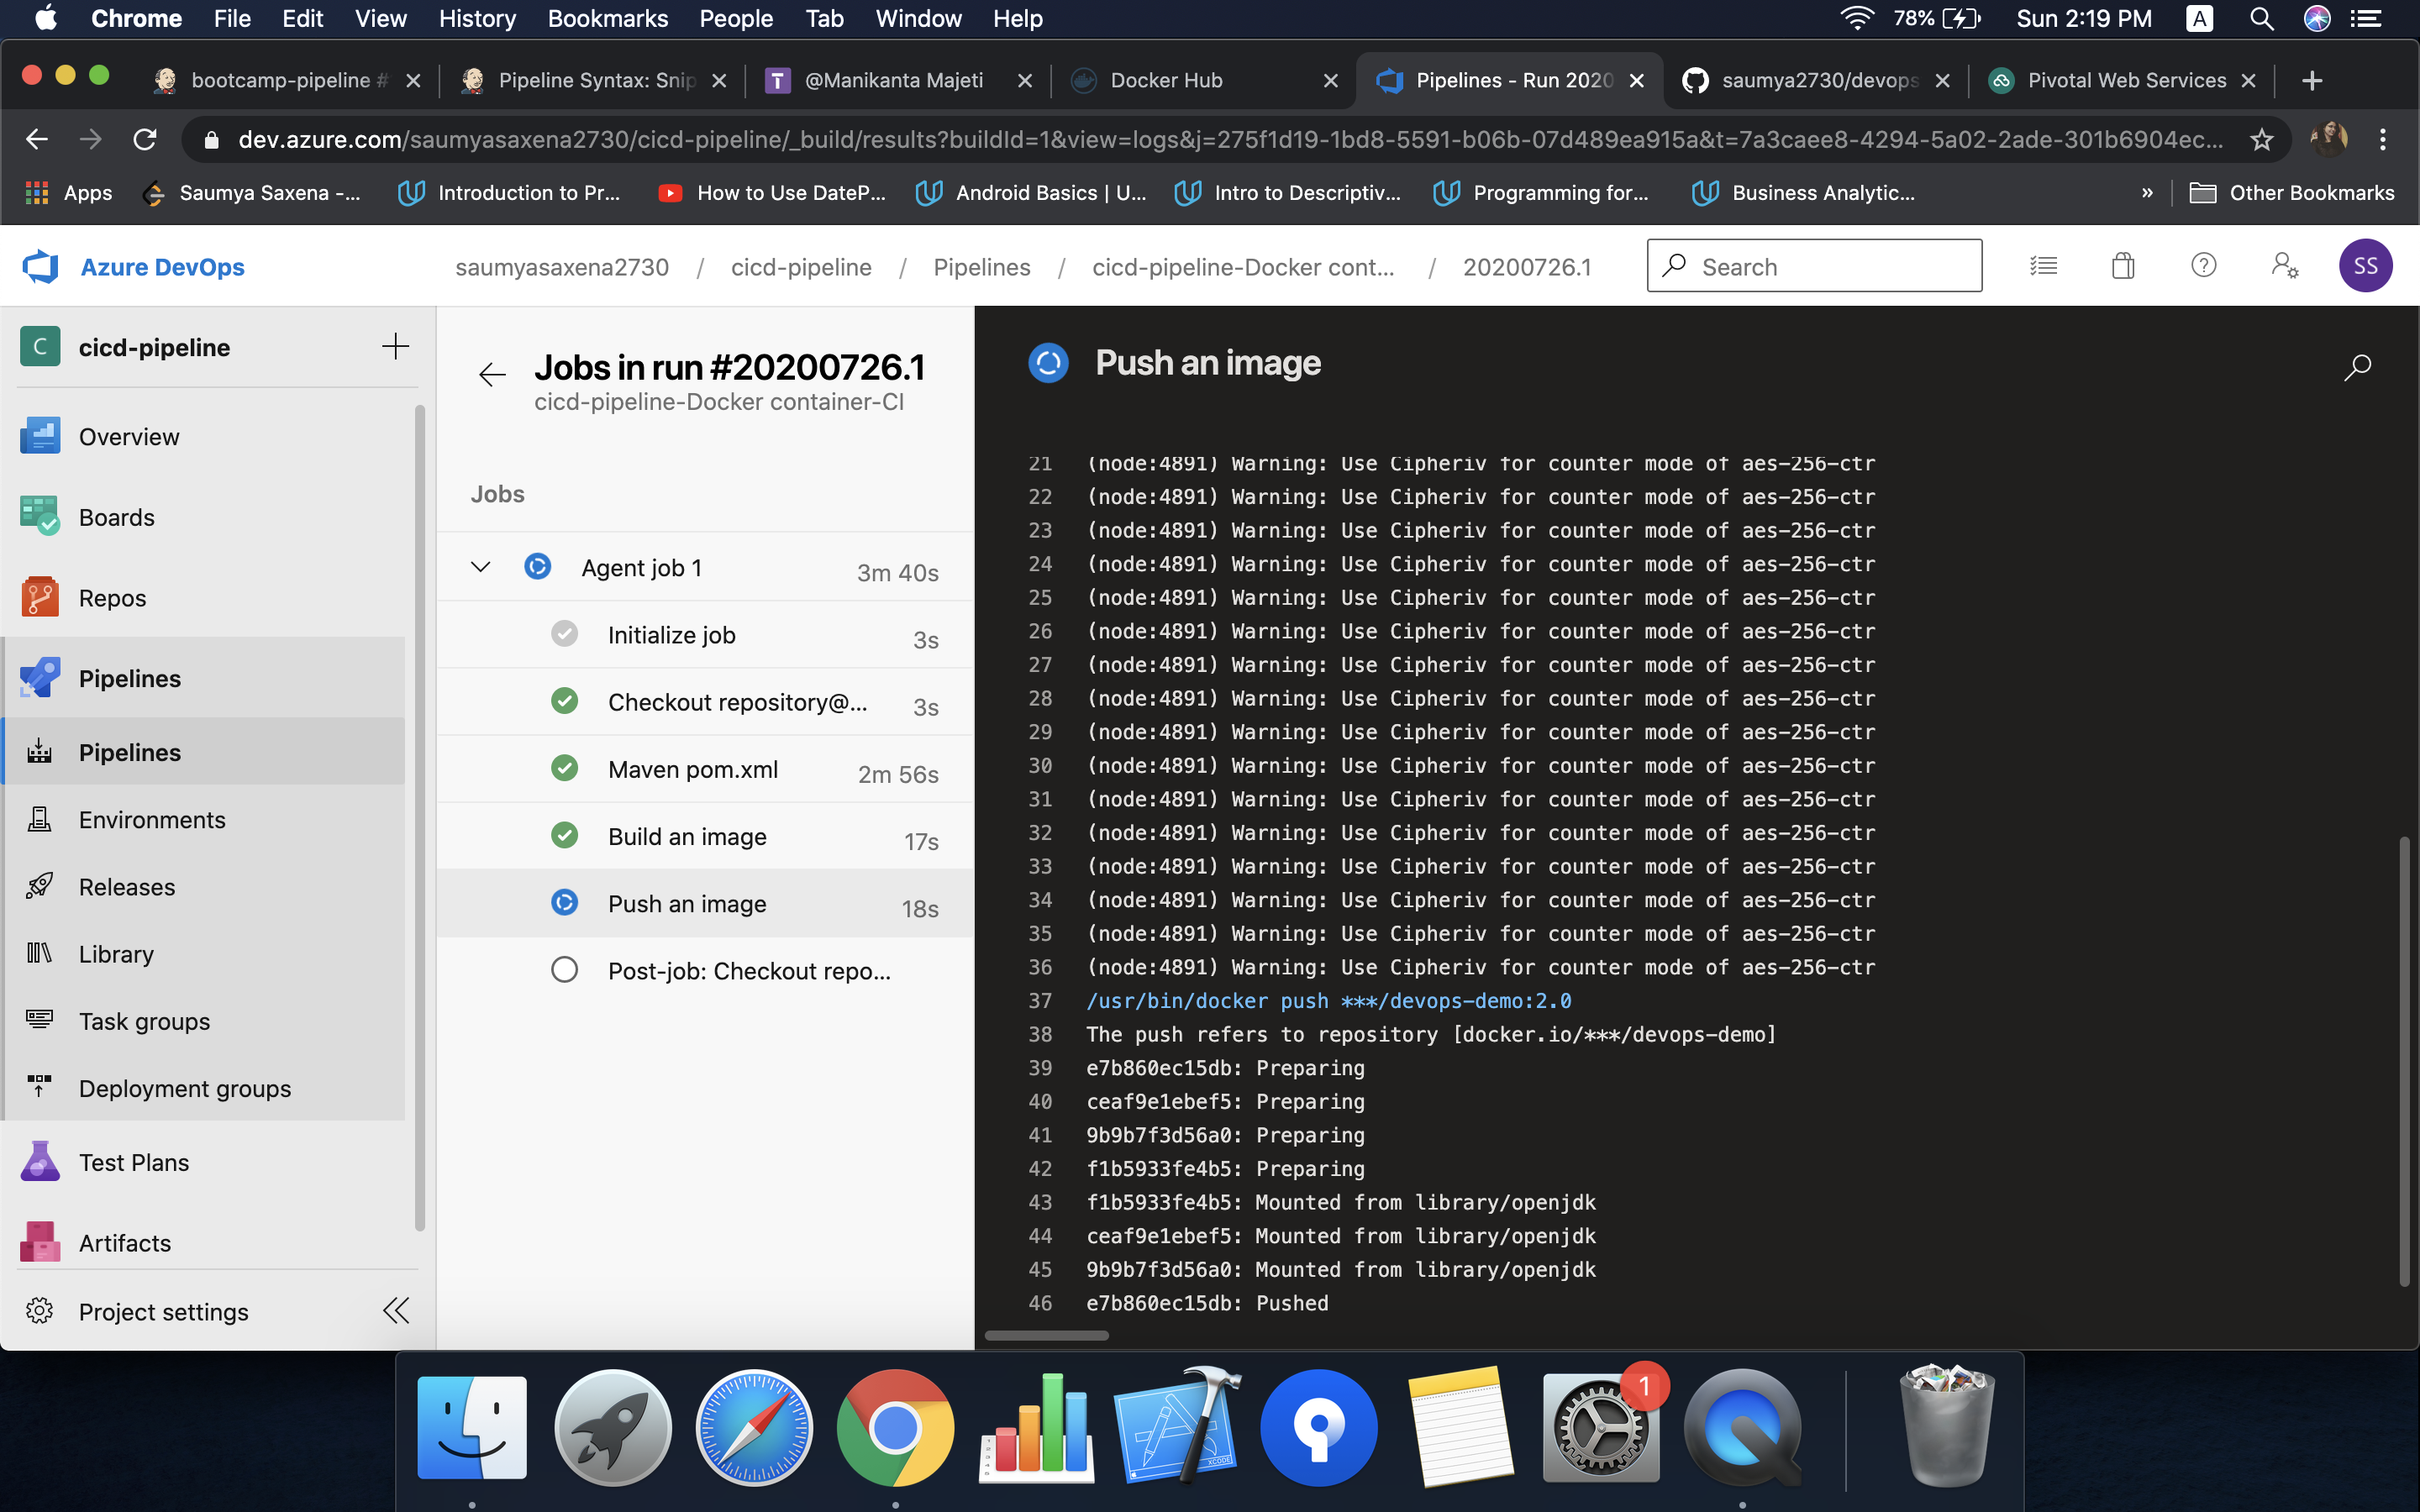 Chrome File Edit View History Bookmarks People Tab Window Help 78% Sun 2:19 PM A
bootcamp-pipeline # Pipeline Syntax: Snip T @Manikanta Majeti Docker Hub Pipelines - Run 2020 saumya2730/devops Pivotal Web Services
dev.azure.com/saumyasaxena2730/cicd-pipeline/_build/results?buildId=1&view=logs&j=275f1d19-1bd8-5591-b06b-07d489ea915a&t=7a3caee8-4294-5a02-2ade-301b6904ec...
Apps Saumya Saxena -... Introduction to Pr... How to Use DateP... Android Basics | U... Intro to Descriptiv... Programming for... Business Analytic... » Other Bookmarks
Azure DevOps saumyasaxena2730 / cicd-pipeline / Pipelines / cicd-pipeline-Docker cont... / 20200726.1 Search SS
C cicd-pipeline
Overview
Boards
Repos
Pipelines
Pipelines
Environments
Releases
Library
Task groups
Deployment groups
Test Plans
Artifacts
Project settings
Jobs in run #20200726.1
cicd-pipeline-Docker container-CI
Jobs
Agent job 1 3m 40s
Initialize job 3s
Checkout repository@... 3s
Maven pom.xml 2m 56s
Build an image 17s
Push an image 18s
Post-job: Checkout repo...
Push an image
21 (node:4891) Warning: Use Cipheriv for counter mode of aes-256-ctr
22 (node:4891) Warning: Use Cipheriv for counter mode of aes-256-ctr
23 (node:4891) Warning: Use Cipheriv for counter mode of aes-256-ctr
24 (node:4891) Warning: Use Cipheriv for counter mode of aes-256-ctr
25 (node:4891) Warning: Use Cipheriv for counter mode of aes-256-ctr
26 (node:4891) Warning: Use Cipheriv for counter mode of aes-256-ctr
27 (node:4891) Warning: Use Cipheriv for counter mode of aes-256-ctr
28 (node:4891) Warning: Use Cipheriv for counter mode of aes-256-ctr
29 (node:4891) Warning: Use Cipheriv for counter mode of aes-256-ctr
30 (node:4891) Warning: Use Cipheriv for counter mode of aes-256-ctr
31 (node:4891) Warning: Use Cipheriv for counter mode of aes-256-ctr
32 (node:4891) Warning: Use Cipheriv for counter mode of aes-256-ctr
33 (node:4891) Warning: Use Cipheriv for counter mode of aes-256-ctr
34 (node:4891) Warning: Use Cipheriv for counter mode of aes-256-ctr
35 (node:4891) Warning: Use Cipheriv for counter mode of aes-256-ctr
36 (node:4891) Warning: Use Cipheriv for counter mode of aes-256-ctr
37 /usr/bin/docker push ***/devops-demo:2.0
38 The push refers to repository [docker.io/***/devops-demo]
39 e7b860ec15db: Preparing
40 ceaf9e1ebef5: Preparing
41 9b9b7f3d56a0: Preparing
42 f1b5933fe4b5: Preparing
43 f1b5933fe4b5: Mounted from library/openjdk
44 ceaf9e1ebef5: Mounted from library/openjdk
45 9b9b7f3d56a0: Mounted from library/openjdk
46 e7b860ec15db: Pushed
XCODE
1